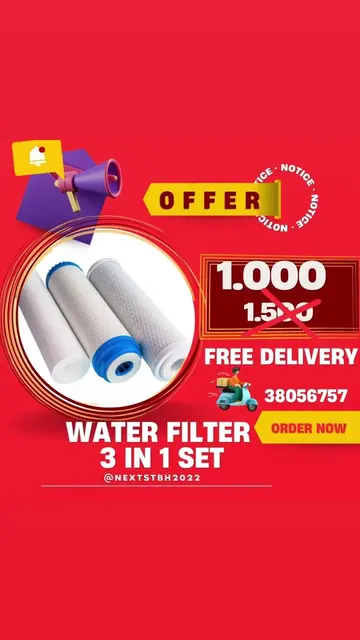 OFFER
NOTICE · NOTICE · NOTICE · NOTICE
1.000
1.500
FREE DELIVERY
38056757
WATER FILTER
3 IN 1 SET
ORDER NOW
@NEXTSTBH2022